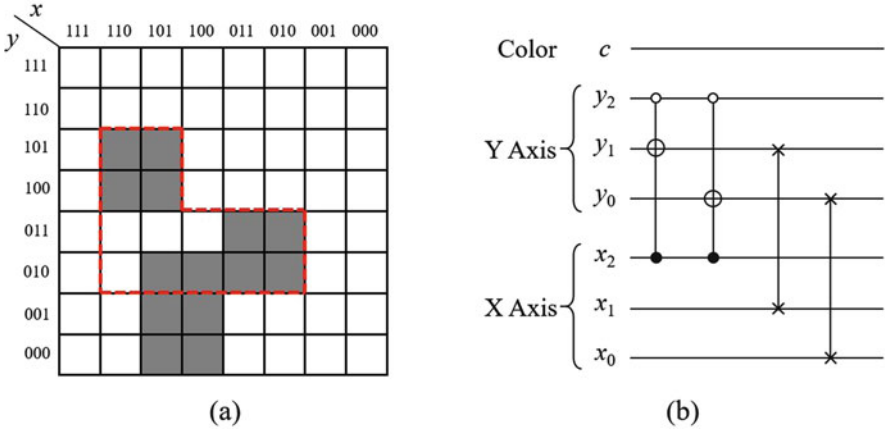 x
y
111 110 101 100 011 010 001 000
111
110
101
100
011
010
001
000
(a)
Color c
Y Axis
y2
y1
y0
X Axis
x2
x1
x0
(b)